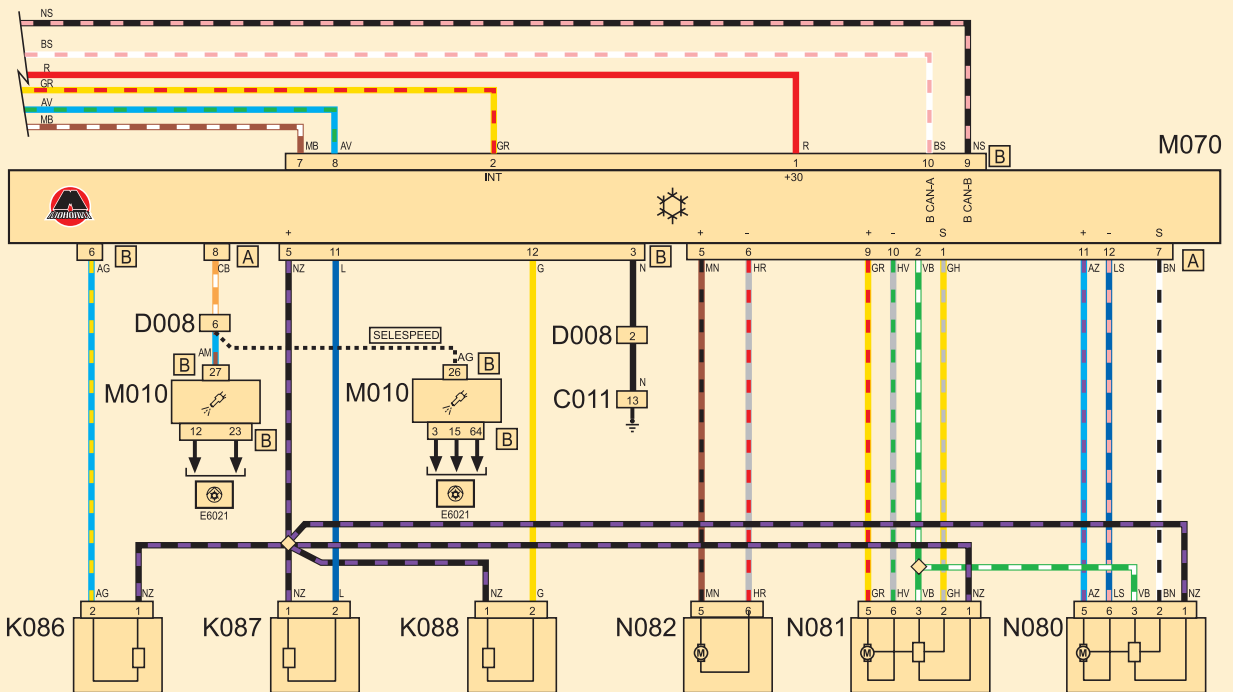 NS
BS
R
GR
AV
MB
MB AV GR R BS NS
7 8 2 1 10 9 B
M070
INT +30 B CAN-A B CAN-B
+ + - + - S + - S
6 B 8 A 5 11 12 3 B 5 6 9 10 2 1 11 12 7 A
AG CB NZ L G N MN HR GR HV VB GH AZ LS BN
D008 6
SELESPEED
D008 2
AM AG
B 27 26 B
N
M010 M010 C011 13
12 23 B 3 15 64 B
E6021 E6021
AG NZ NZ L NZ G MN HR GR HV VB GH NZ AZ LS VB BN NZ
2 1 1 2 1 2 5 6 5 6 3 2 1 5 6 3 2 1
K086 K087 K088 N082 N081 N080
M M M